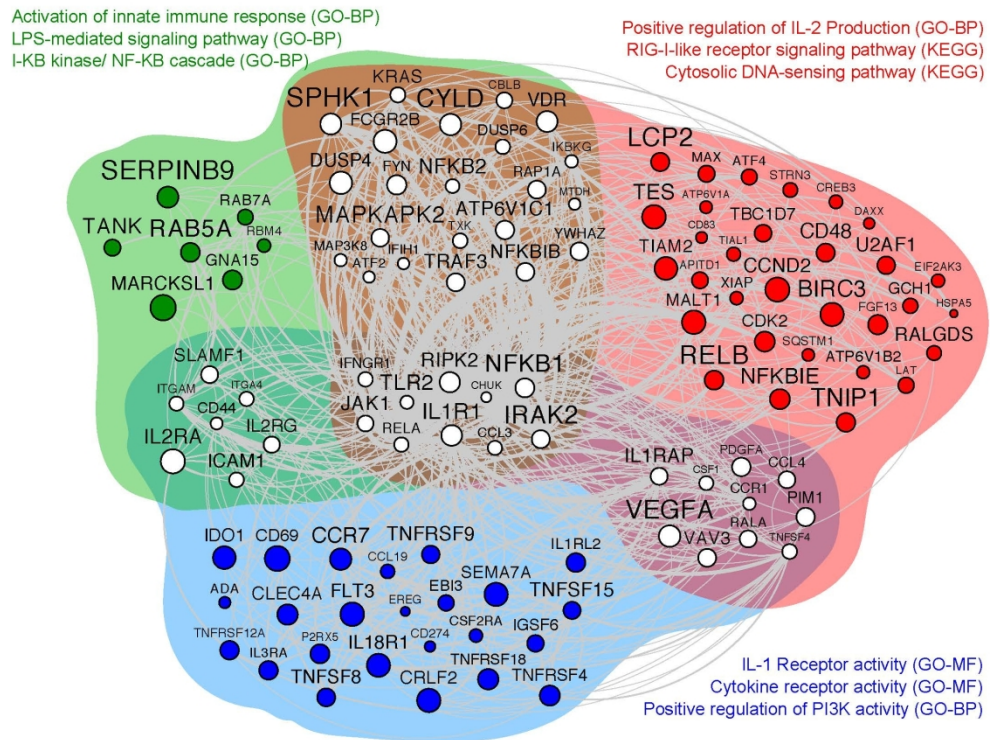 Activation of innate immune response (GO-BP)
LPS-mediated signaling pathway (GO-BP)
I-KB kinase/ NF-KB cascade (GO-BP)
Positive regulation of IL-2 Production (GO-BP)
RIG-I-like receptor signaling pathway (KEGG)
Cytosolic DNA-sensing pathway (KEGG)
SERPINB9
RAB7A
TANK
RAB5A
RBM4
GNA15
MARCKSL1
KRAS
SPHK1
CYLD
CBLB
VDR
FCGR2B
DUSP6
DUSP4
FYN
NFKB2
IKBKG
RAP1A
MTDH
MAPKAPK2
ATP6V1C1
TXK
YWHAZ
MAP3K8
IFIH1
NFKBIB
ATF2
TRAF3
LCP2
MAX
ATF4
STRN3
TES
ATP6V1A
CREB3
TBC1D7
DAXX
CD83
CD48
TIAM2
TIAL1
U2AF1
APITD1
CCND2
EIF2AK3
XIAP
BIRC3
GCH1
MALT1
FGF13
HSPA5
CDK2
RALGDS
SQSTM1
RELB
ATP6V1B2
NFKBIE
LAT
TNIP1
SLAMF1
ITGAM
ITGA4
CD44
IL2RA
IL2RG
ICAM1
IFNGR1
RIPK2
NFKB1
TLR2
CHUK
JAK1
IL1R1
IRAK2
RELA
CCL3
IL1RAP
PDGFA
CCL4
CSF1
CCR1
PIM1
VEGFA
RALA
VAV3
TNFSF4
IDO1
CD69
CCR7
TNFRSF9
CCL19
IL1RL2
SEMA7A
ADA
CLEC4A
FLT3
EBI3
TNFSF15
EREG
CSF2RA
IGSF6
TNFRSF12A
P2RX5
IL18R1
CD274
IL3RA
TNFRSF18
TNFSF8
CRLF2
TNFRSF4
IL-1 Receptor activity (GO-MF)
Cytokine receptor activity (GO-MF)
Positive regulation of PI3K activity (GO-BP)